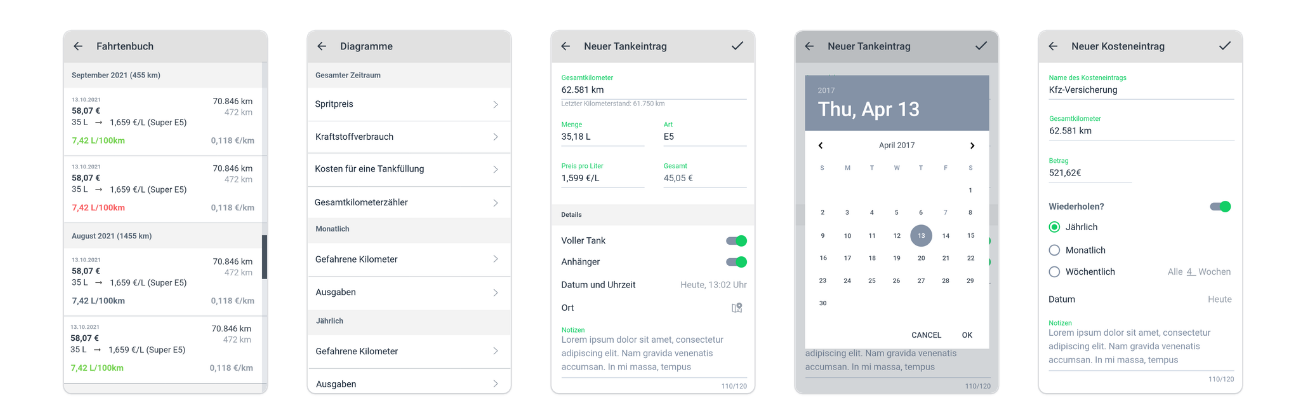 Fahrtenbuch
September 2021 (455 km)
13.10.2021
70.846 km
58,07 €
472 km
35 L → 1,659 €/L (Super E5)
7,42 L/100km
0,118 €/km
13.10.2021
70.846 km
58,07 €
472 km
35 L → 1,659 €/L (Super E5)
7,42 L/100km
0,118 €/km
August 2021 (1455 km)
13.10.2021
70.846 km
58,07 €
472 km
35 L → 1,659 €/L (Super E5)
7,42 L/100km
0,118 €/km
13.10.2021
70.846 km
58,07 €
472 km
35 L → 1,659 €/L (Super E5)
7,42 L/100km
0,118 €/km
Diagramme
Gesamter Zeitraum
Spritpreis
Kraftstoffverbrauch
Kosten für eine Tankfüllung
Gesamtkilometerzähler
Monatlich
Gefahrene Kilometer
Ausgaben
Jährlich
Gefahrene Kilometer
Ausgaben
Neuer Tankeintrag
Gesamtkilometer
62.581 km
Letzter Kilometerstand: 61.750 km
Menge
Art
35,18 L
E5
Preis pro Liter
Gesamt
1,599 €/L
45,05 €
Details
Voller Tank
Anhänger
Datum und Uhrzeit
Heute, 13:02 Uhr
Ort
Notizen
Lorem ipsum dolor sit amet, consectetur
adipiscing elit. Nam gravida venenatis
accumsan. In mi massa, tempus
110/120
Neuer Tankeintrag
2017
Thu, Apr 13
April 2017
S M T W T F S
1
2 3 4 5 6 7 8
9 10 11 12 13 14 15
16 17 18 19 20 21 22
23 24 25 26 27 28 29
30
CANCEL OK
adipiscing elit. Nam gravida venenatis
accumsan. In mi massa, tempus
110/120
Neuer Kosteneintrag
Name des Kosteneintrags
Kfz-Versicherung
Gesamtkilometer
62.581 km
Betrag
521,62€
Wiederholen?
Jährlich
Monatlich
Wöchentlich
Alle 4 Wochen
Datum
Heute
Notizen
Lorem ipsum dolor sit amet, consectetur
adipiscing elit. Nam gravida venenatis
accumsan. In mi massa, tempus
110/120